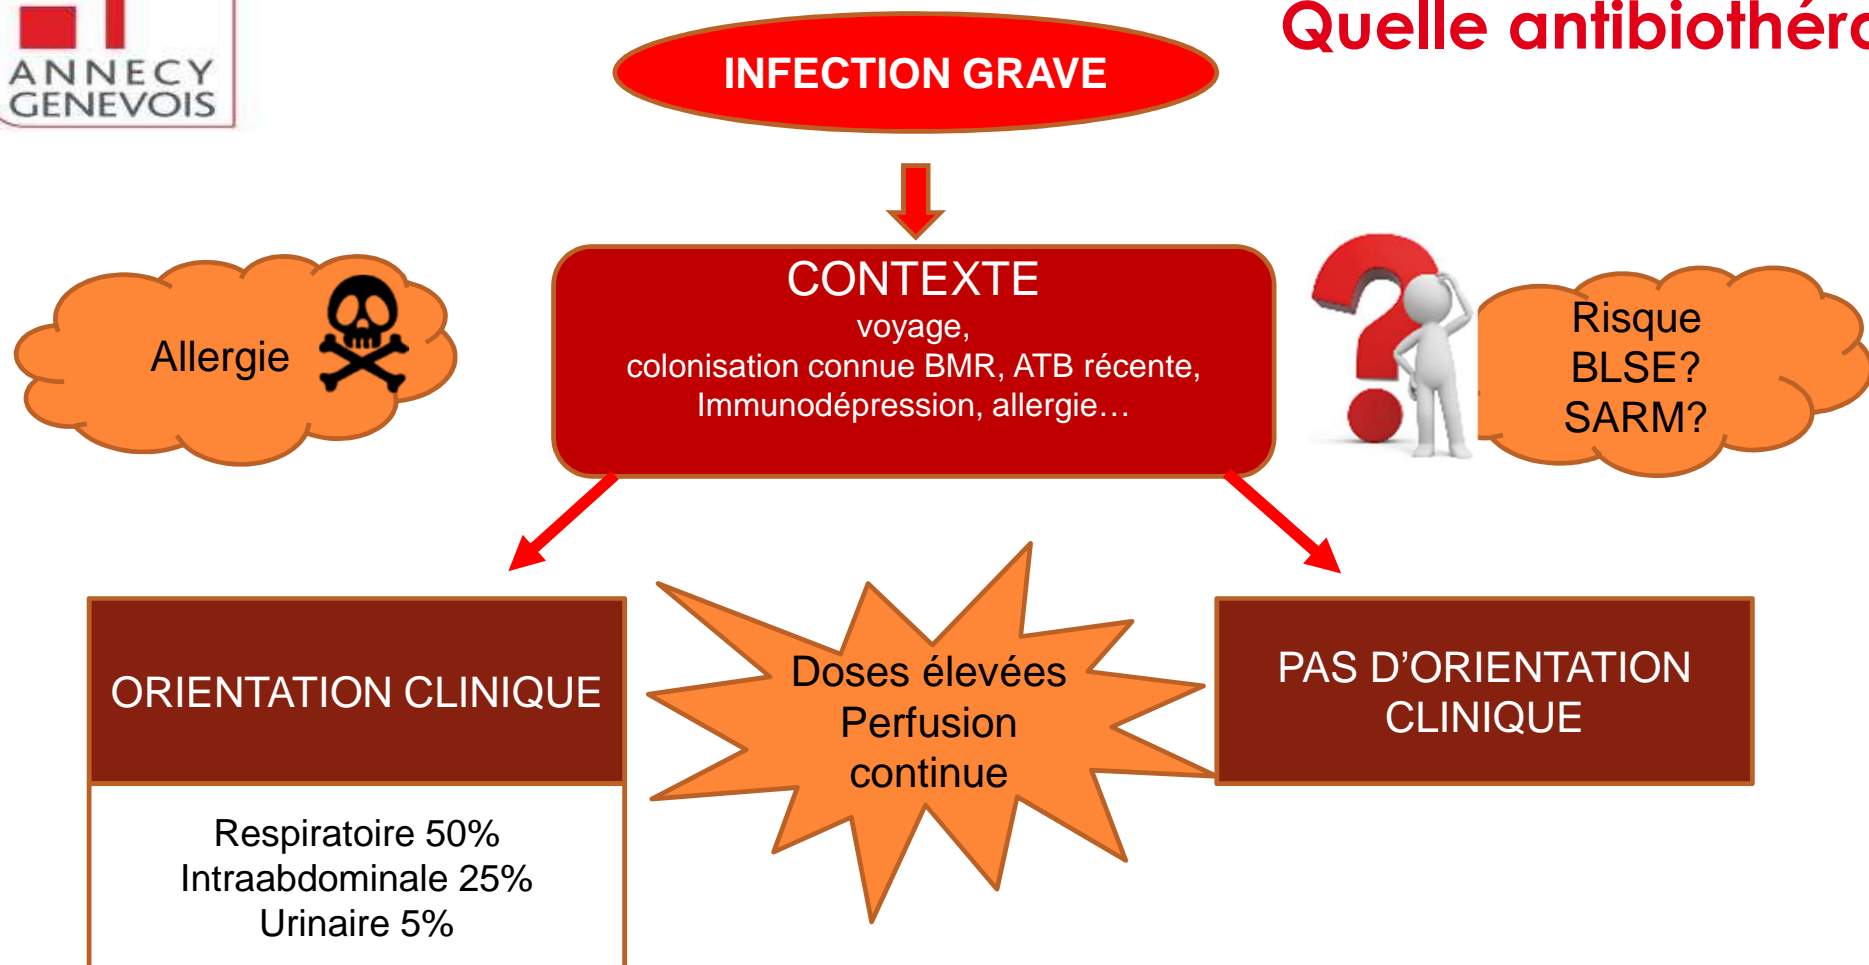 ANNECY
GENEVOIS
Quelle
INFECTION GRAVE
CONTEXTE
voyage,
colonisation connue BMR, ATB récente,
Immunodépression, allergie…
Allergie
Risque
BLSE?
SARM?
ORIENTATION CLINIQUE
Doses élevées
Perfusion
continue
PAS D’ORIENTATION
CLINIQUE
Respiratoire 50%
Intraabdominale 25%
Urinaire 5%